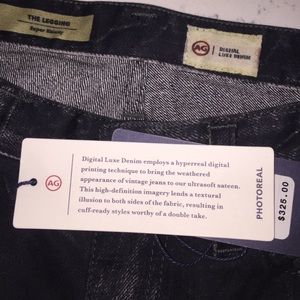 THE LEGGING
Super Skinny
AG
DIGITAL
LUXE DENIM
AG
Digital Luxe Denim employs a hyperreal digital
printing technique to bring the weathered
appearance of vintage jeans to our ultrasoft sateen.
This high-definition imagery lends a textural
illusion to both sides of the fabric, resulting in
cuff-ready styles worthy of a double take.
PHOTOREAL
$325.00